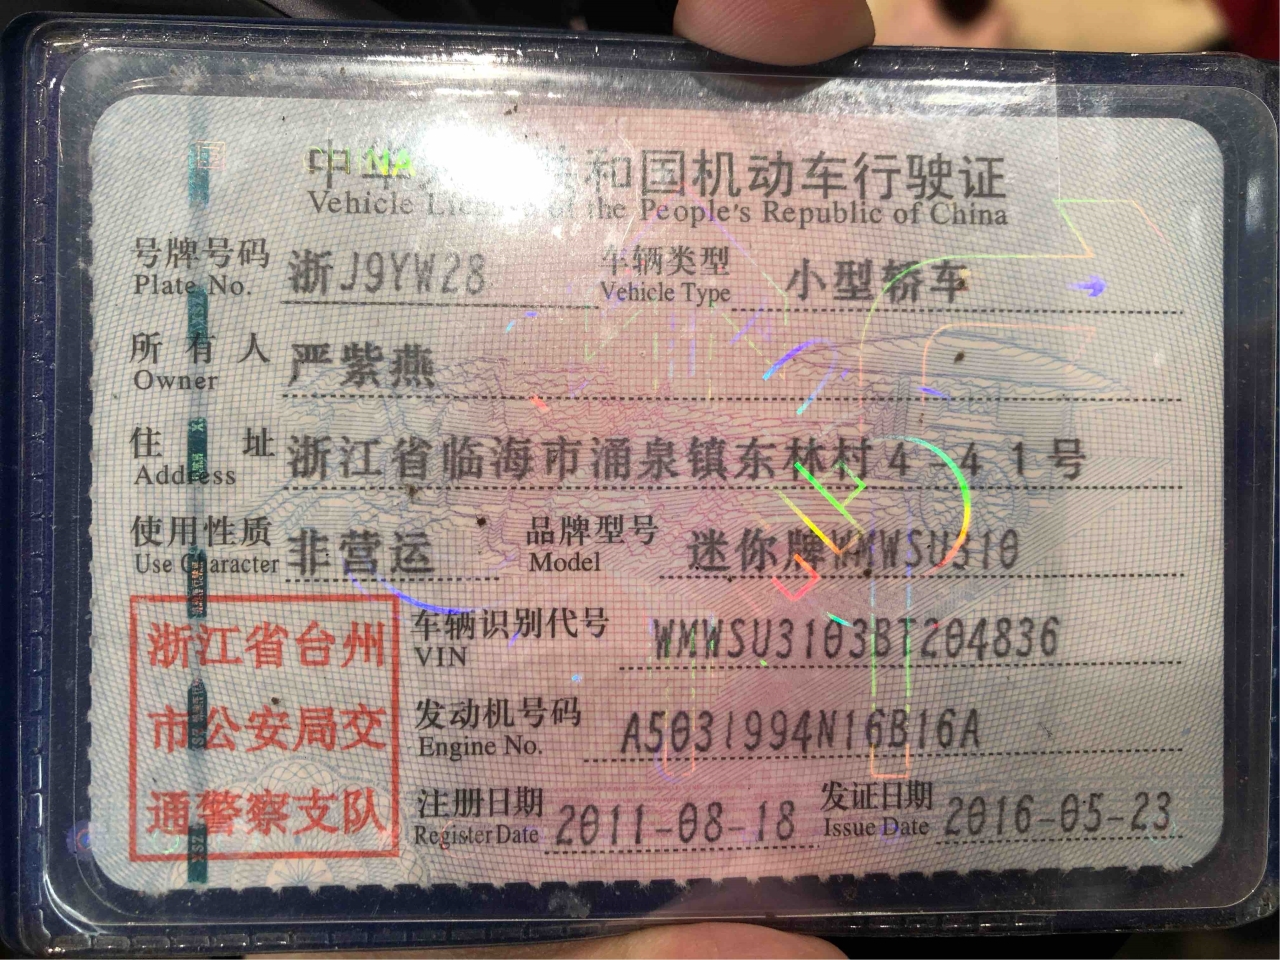 中华人民共和国机动车行驶证
Vehicle License of the People's Republic of China
号牌号码 浙J9YW28 车辆类型 小型轿车
Plate No. Vehicle Type
所有人 严紫燕
Owner
住址 浙江省临海市涌泉镇东林村4-41号
Address
使用性质 非营运 品牌型号 迷你牌WMWSU310
Use Character Model
浙江省台州
市公安局交
通警察支队
车辆识别代号 WMWSU3103BT204836
VIN
发动机号码 A5031994N16B16A
Engine No.
注册日期 2011-08-18 发证日期 2016-05-23
Register Date Issue Date